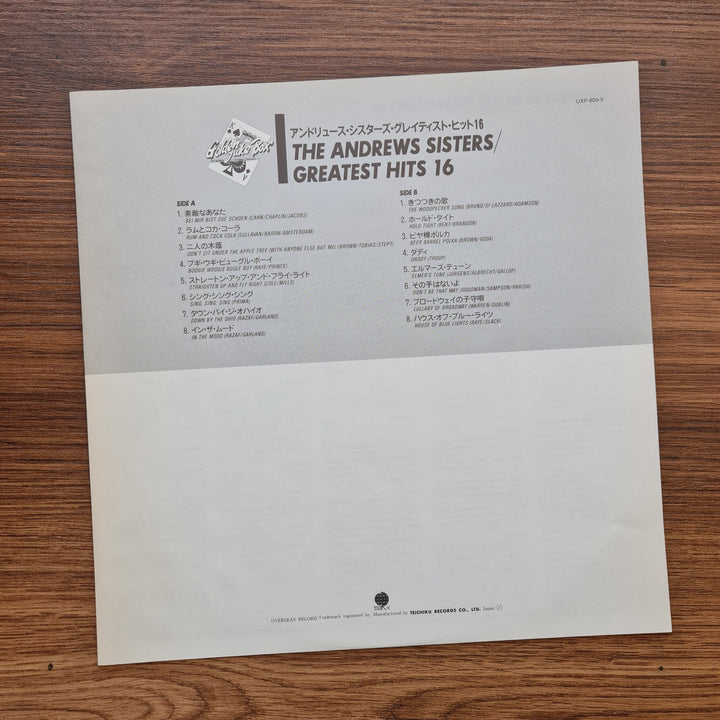 UXP-809-V
Golden
Juke Box
アンドリュース・シスターズ・グレイティスト・ヒット16
THE ANDREWS SISTERS/
GREATEST HITS 16
SIDE A
1. 素敵なあなた
BEI MIR BIST DUE SCHOEN (CAHN/CHAPLIN/JACOBS)
2. ラムとコカ・コーラ
RUM AND COCA COLA (SULLAVAN/BARON/AMSTERDAM)
3. 二人の木蔭
DON'T SIT UNDER THE APPLE TREE (WITH ANYONE ELSE BUT ME) (BROWN/TOBIAS/STEPT)
4. ブギ・ウギ・ビューグル・ボーイ
BOOGIE WOOGIE BUGLE BOY (RAYE/PRINCE)
5. ストレートン・アップ・アンド・フライ・ライト
STRAIGHTEN UP AND FLY RIGHT (COLE/MILLS)
6. シング・シング・シング
SING, SING, SING (PRIMA)
7. ダウン・バイ・ジ・オハイオ
DOWN BY THE OHIO (RAZAF/GARLAND)
8. イン・ザ・ムード
IN THE MOOD (RAZAF/GARLAND)
SIDE B
1. きつつきの歌
THE WOODPECKER SONG (BRUNO/DI LAZZARO/ADAMSON)
2. ホールド・タイト
HOLD TIGHT (KENT/BRANDON)
3. ビヤ樽ポルカ
BEER BARREL POLKA (BROWN/VODA)
4. ダディ
DADDY (TROUP)
5. エルマーズ・テューン
ELMER'S TUNE (JURGENS/ALBRECHT/GALLOP)
6. その手はないよ
DON'T BE THAT WAY (GOODMAN/SAMPSON/PARISH)
7. ブロードウェイの子守唄
LULLABY OF BROADWAY (WARREN/DUBLIN)
8. ハウス・オブ・ブルー・ライツ
HOUSE OF BLUE LIGHTS (RAYE/SLACK)
OVERSEAS RECORD Trademark registered by. Manufactured by TEICHIKU RECORDS CO., LTD. Japan